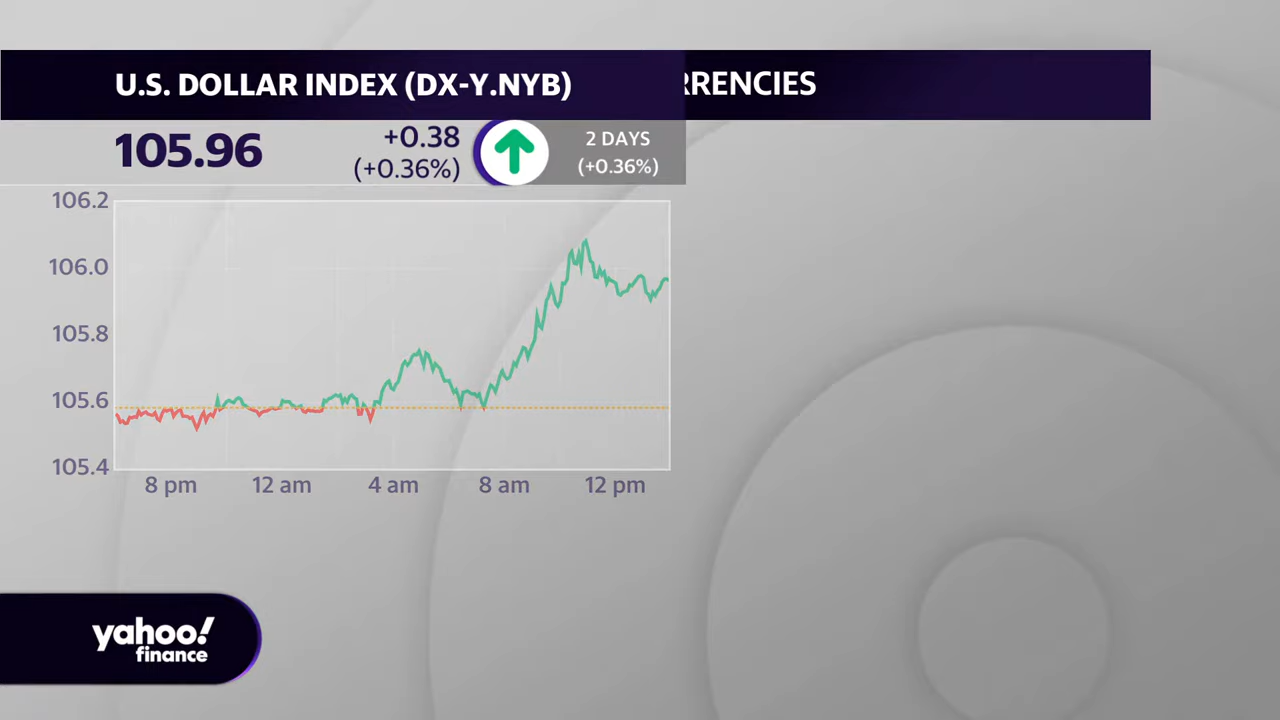 U.S. DOLLAR INDEX (DX-Y.NYB)
RRENCIES
105.96
+0.38
(+0.36%)
2 DAYS
(+0.36%)
106.2
106.0
105.8
105.6
105.4
8 pm
12 am
4 am
8 am
12 pm
yahoo!
finance